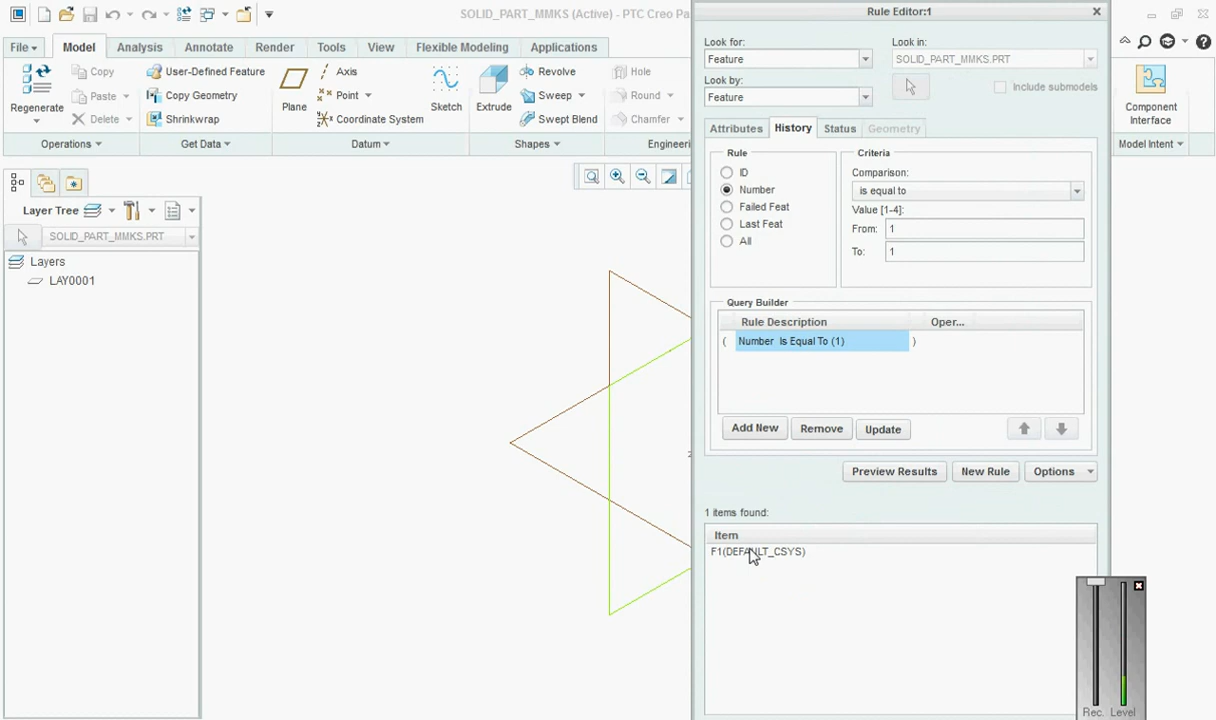 SOLID_PART_MMKS (Active) - PTC Creo Pa
Rule Editor:1
File
Model
Analysis
Annotate
Render
Tools
View
Flexible Modeling
Applications
Regenerate
Copy
Paste
Delete
User-Defined Feature
Copy Geometry
Shrinkwrap
Plane
Axis
Point
Coordinate System
Sketch
Extrude
Revolve
Sweep
Swept Blend
Hole
Round
Chamfer
Component
Interface
Operations
Get Data
Datum
Shapes
Engineeri
Model Intent
Layer Tree
SOLID_PART_MMKS.PRT
Layers
LAY0001
Look for:
Feature
Look in:
SOLID_PART_MMKS.PRT
Look by:
Feature
Include submodels
Attributes
History
Status
Geometry
Rule
ID
Number
Failed Feat
Last Feat
All
Criteria
Comparison:
is equal to
Value [1-4]:
From: 1
To: 1
Query Builder
Rule Description
Oper...
( Number Is Equal To (1) )
Add New
Remove
Update
Preview Results
New Rule
Options
1 items found:
Item
F1(DEFAULT_CSYS)
Rec.
Level